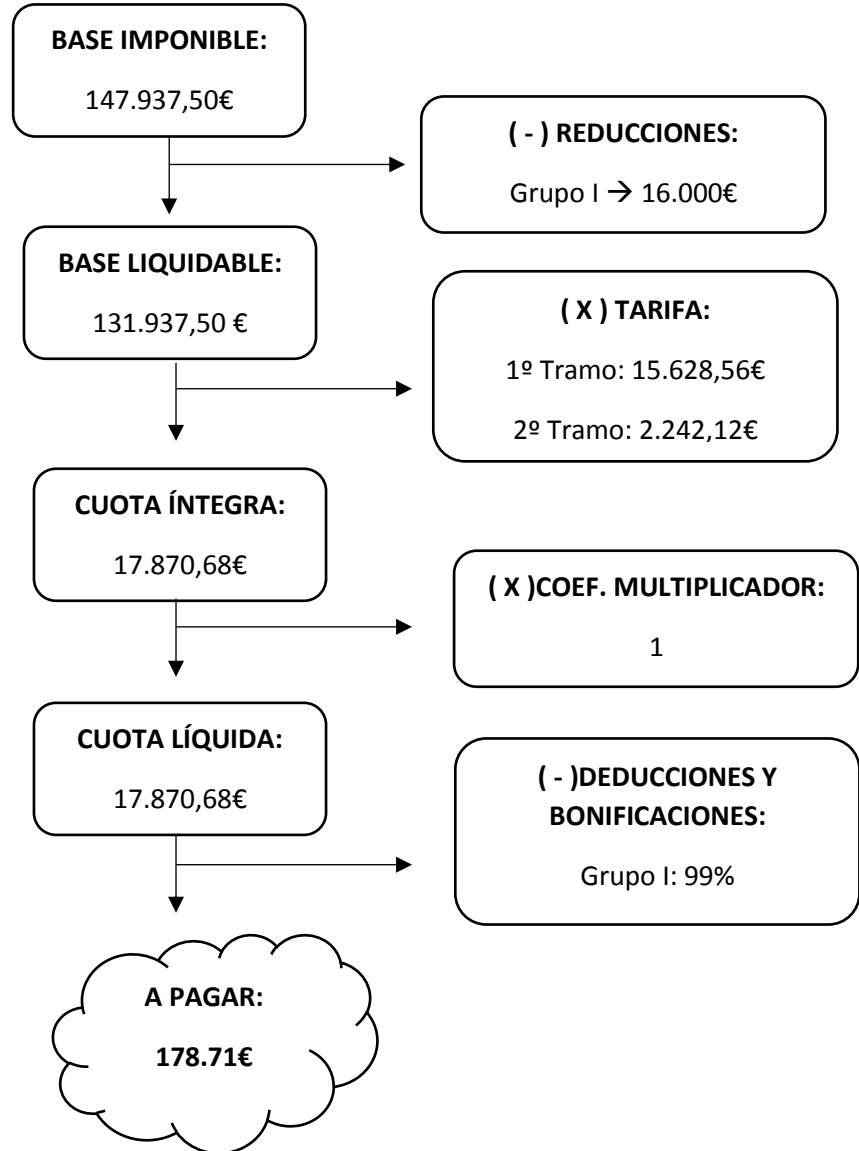 BASE IMPONIBLE:
147.937,50€
( - ) REDUCCIONES:
Grupo I → 16.000€
BASE LIQUIDABLE:
131.937,50 €
( X ) TARIFA:
1º Tramo: 15.628,56€
2º Tramo: 2.242,12€
CUOTA ÍNTEGRA:
17.870,68€
( X )COEF. MULTIPLICADOR:
1
CUOTA LÍQUIDA:
17.870,68€
( - )DEDUCCIONES Y
BONIFICACIONES:
Grupo I: 99%
A PAGAR:
178.71€